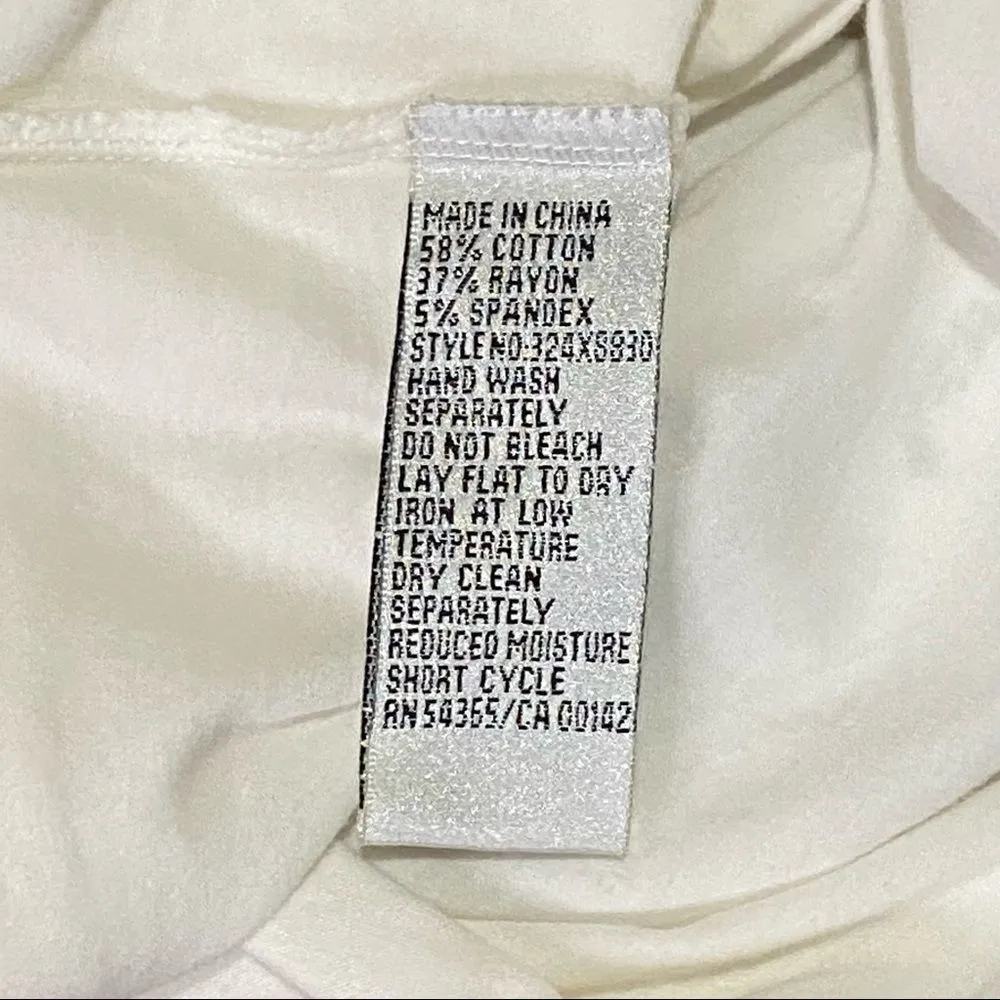 MADE IN CHINA
58% COTTON
37% RAYON
5% SPANDEX
STYLE NO:324XS830
HAND WASH
SEPARATELY
DO NOT BLEACH
LAY FLAT TO DRY
IRON AT LOW
TEMPERATURE
DRY CLEAN
SEPARATELY
REDUCED MOISTURE
SHORT CYCLE
RN 54365/CA 00142